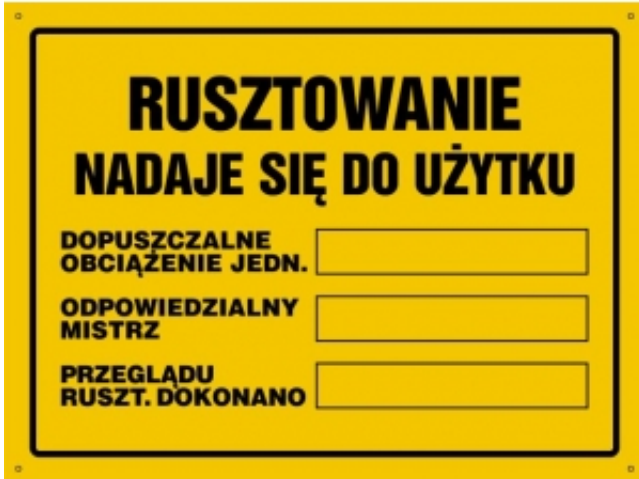 RUSZTOWANIE
NADAJE SIĘ DO UŻYTKU
DOPUSZCZALNE
OBCIĄŻENIE JEDN.
ODPOWIEDZIALNY
MISTRZ
PRZEGLĄDU
RUSZT. DOKONANO